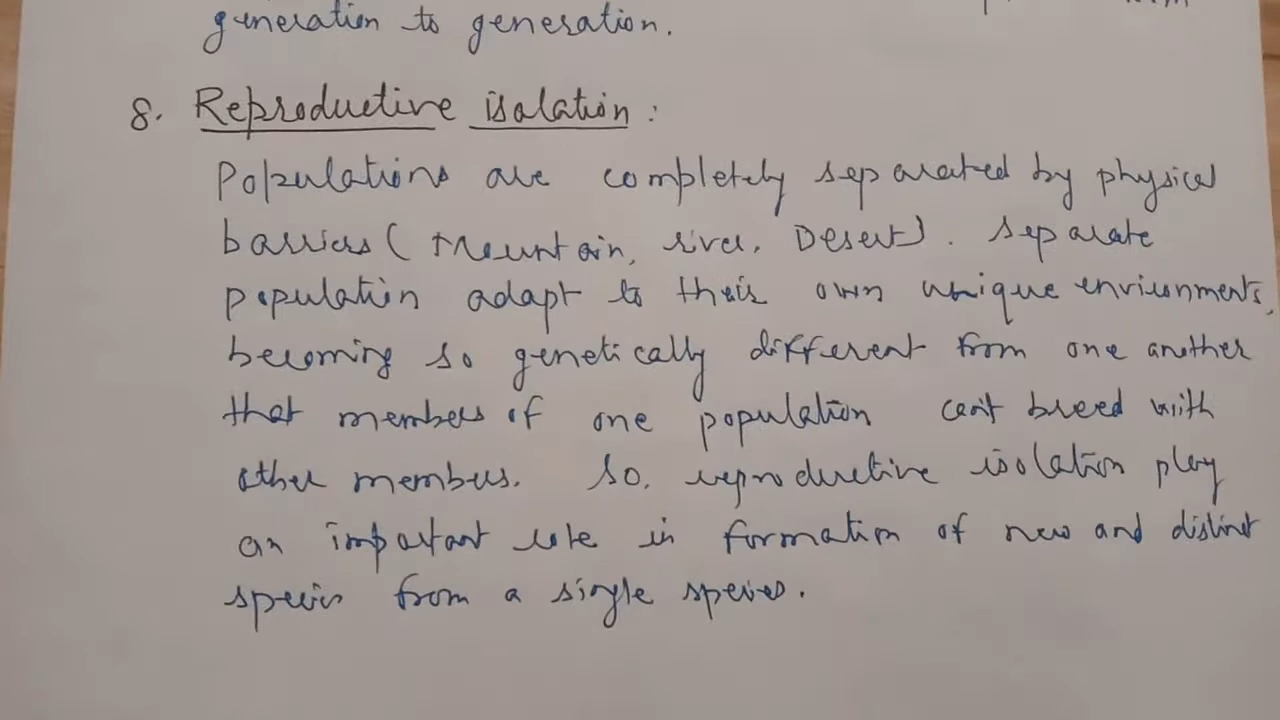 generation to generation.
8. Reproductive isolation :
Populations are completely separated by physical
barriers ( Mountain, river, Desert) . Separate
population adapt to their own unique environments,
becoming so genetically different from one another
that members of one population can't breed with
other members. So, reproductive isolation play
an important role in formation of new and distinct
species from a single species.